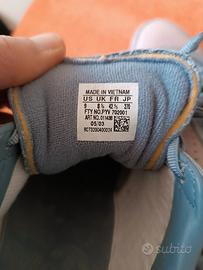 MADE IN VIETNAM
US UK FR JP
9 8½ 42⅔ 270
FTY NO.PYV 702001
ART NO.
05/03
subito